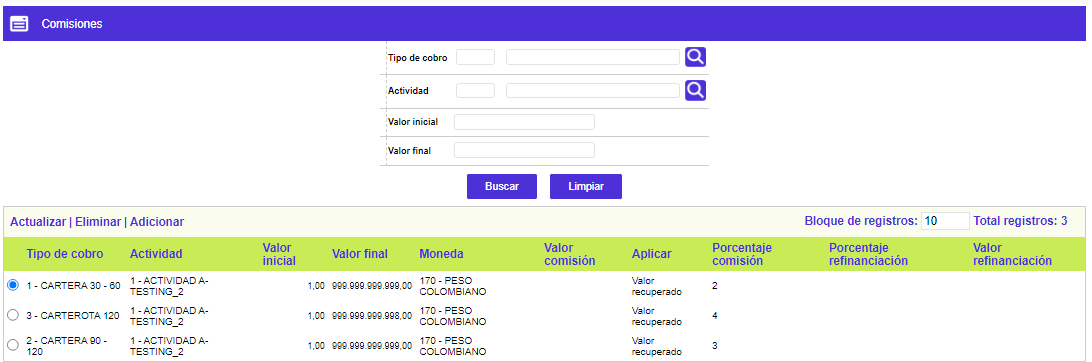 Comisiones
Tipo de cobro
Actividad
Valor inicial
Valor final
Buscar Limpiar
Actualizar | Eliminar | Adicionar Bloque de registros: 10 Total registros: 3
Tipo de cobro Actividad Valor inicial Valor final Moneda Valor comisión Aplicar Porcentaje comisión Porcentaje refinanciación Valor refinanciación
1 - CARTERA 30 - 60 1 - ACTIVIDAD A-TESTING_2 1,00 999.999.999.999,00 170 - PESO COLOMBIANO Valor recuperado 2
3 - CARTEROTA 120 1 - ACTIVIDAD A-TESTING_2 1,00 999.999.999.998,00 170 - PESO COLOMBIANO Valor recuperado 4
2 - CARTERA 90 - 120 1 - ACTIVIDAD A-TESTING_2 1,00 999.999.999.999,00 170 - PESO COLOMBIANO Valor recuperado 3